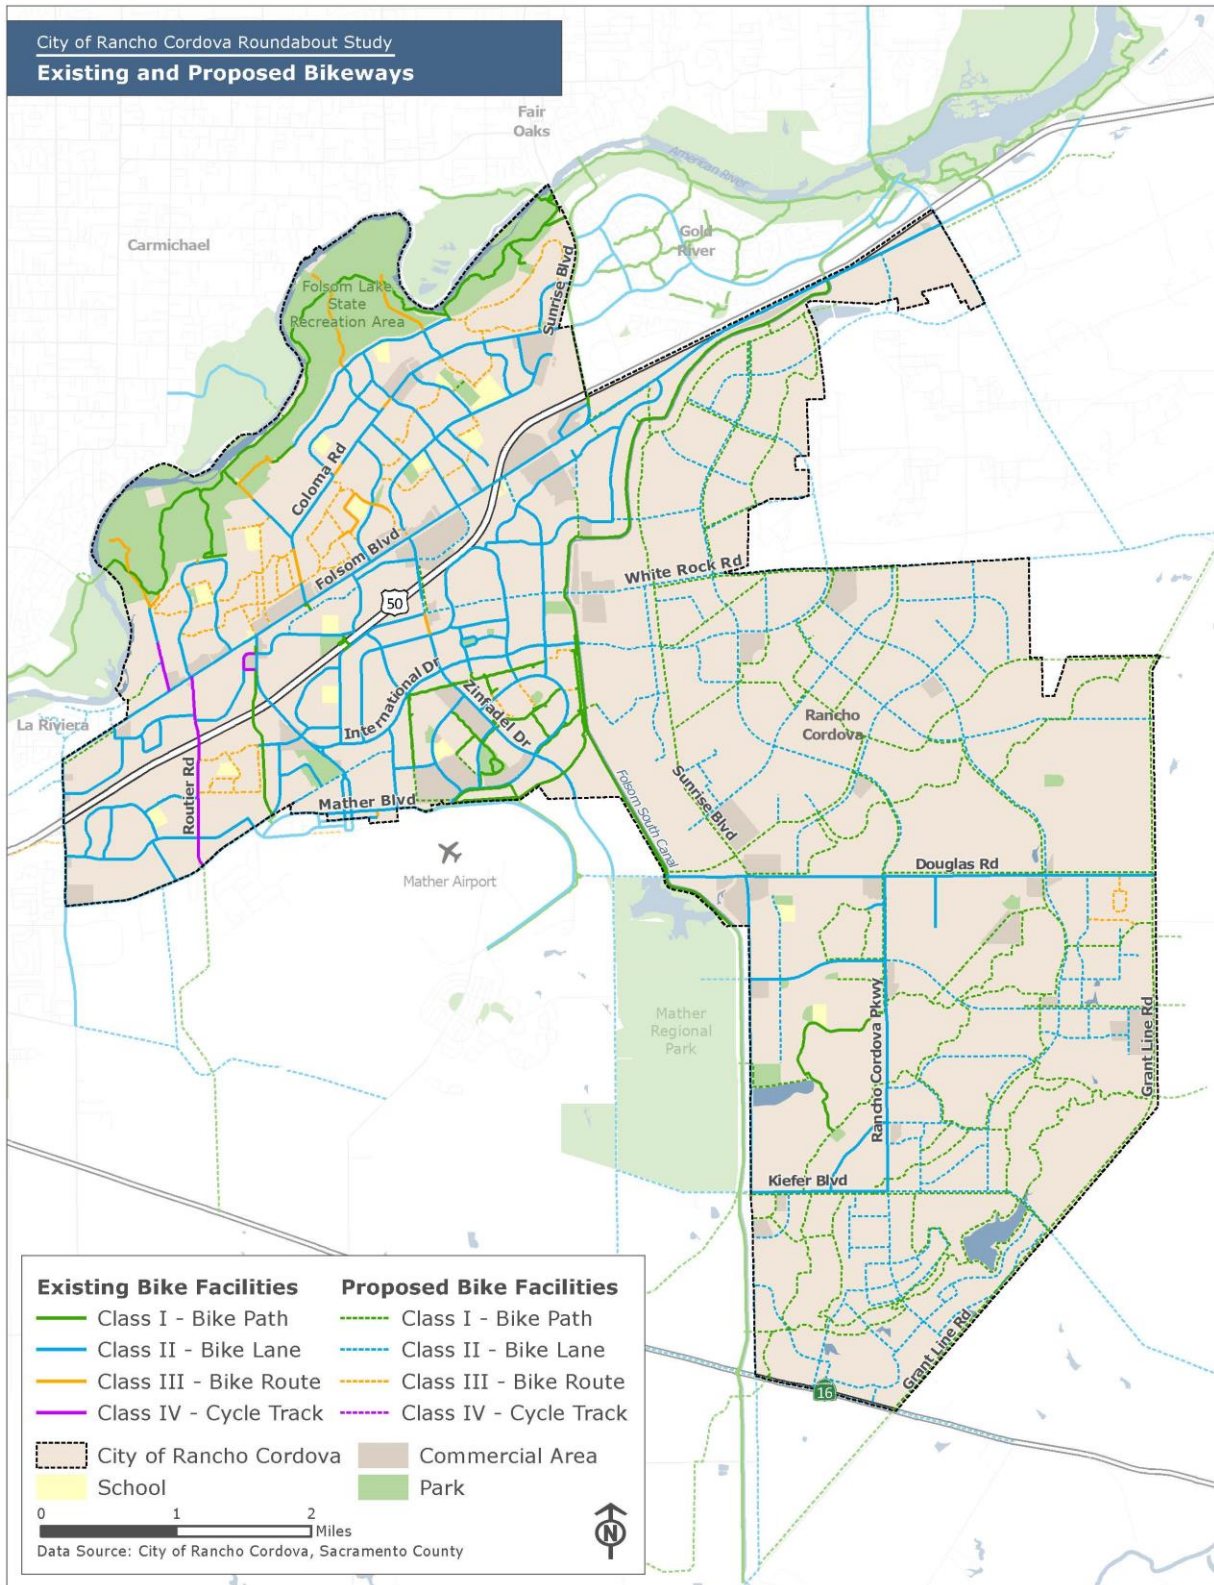 City of Rancho Cordova Roundabout Study
Existing and Proposed Bikeways
Fair
Oaks
American River
Carmichael
Gold
River
Sunrise Blvd
Folsom Lake
State
Recreation Area
Coloma Rd
Folsom Blvd
White Rock Rd
50
International Dr
Zinfadel Dr
La Riviera
Rancho
Cordova
Routier Rd
Mather Blvd
Folsom South Canal
Sunrise Blvd
Mather Airport
Douglas Rd
Mather
Regional
Park
Rancho Cordova Pkwy
Grant Line Rd
Kiefer Blvd
Grant Line Rd
16
Existing Bike Facilities
Class I - Bike Path
Class II - Bike Lane
Class III - Bike Route
Class IV - Cycle Track
Proposed Bike Facilities
Class I - Bike Path
Class II - Bike Lane
Class III - Bike Route
Class IV - Cycle Track
City of Rancho Cordova
School
Commercial Area
Park
0 1 2
Miles
N
Data Source: City of Rancho Cordova, Sacramento County